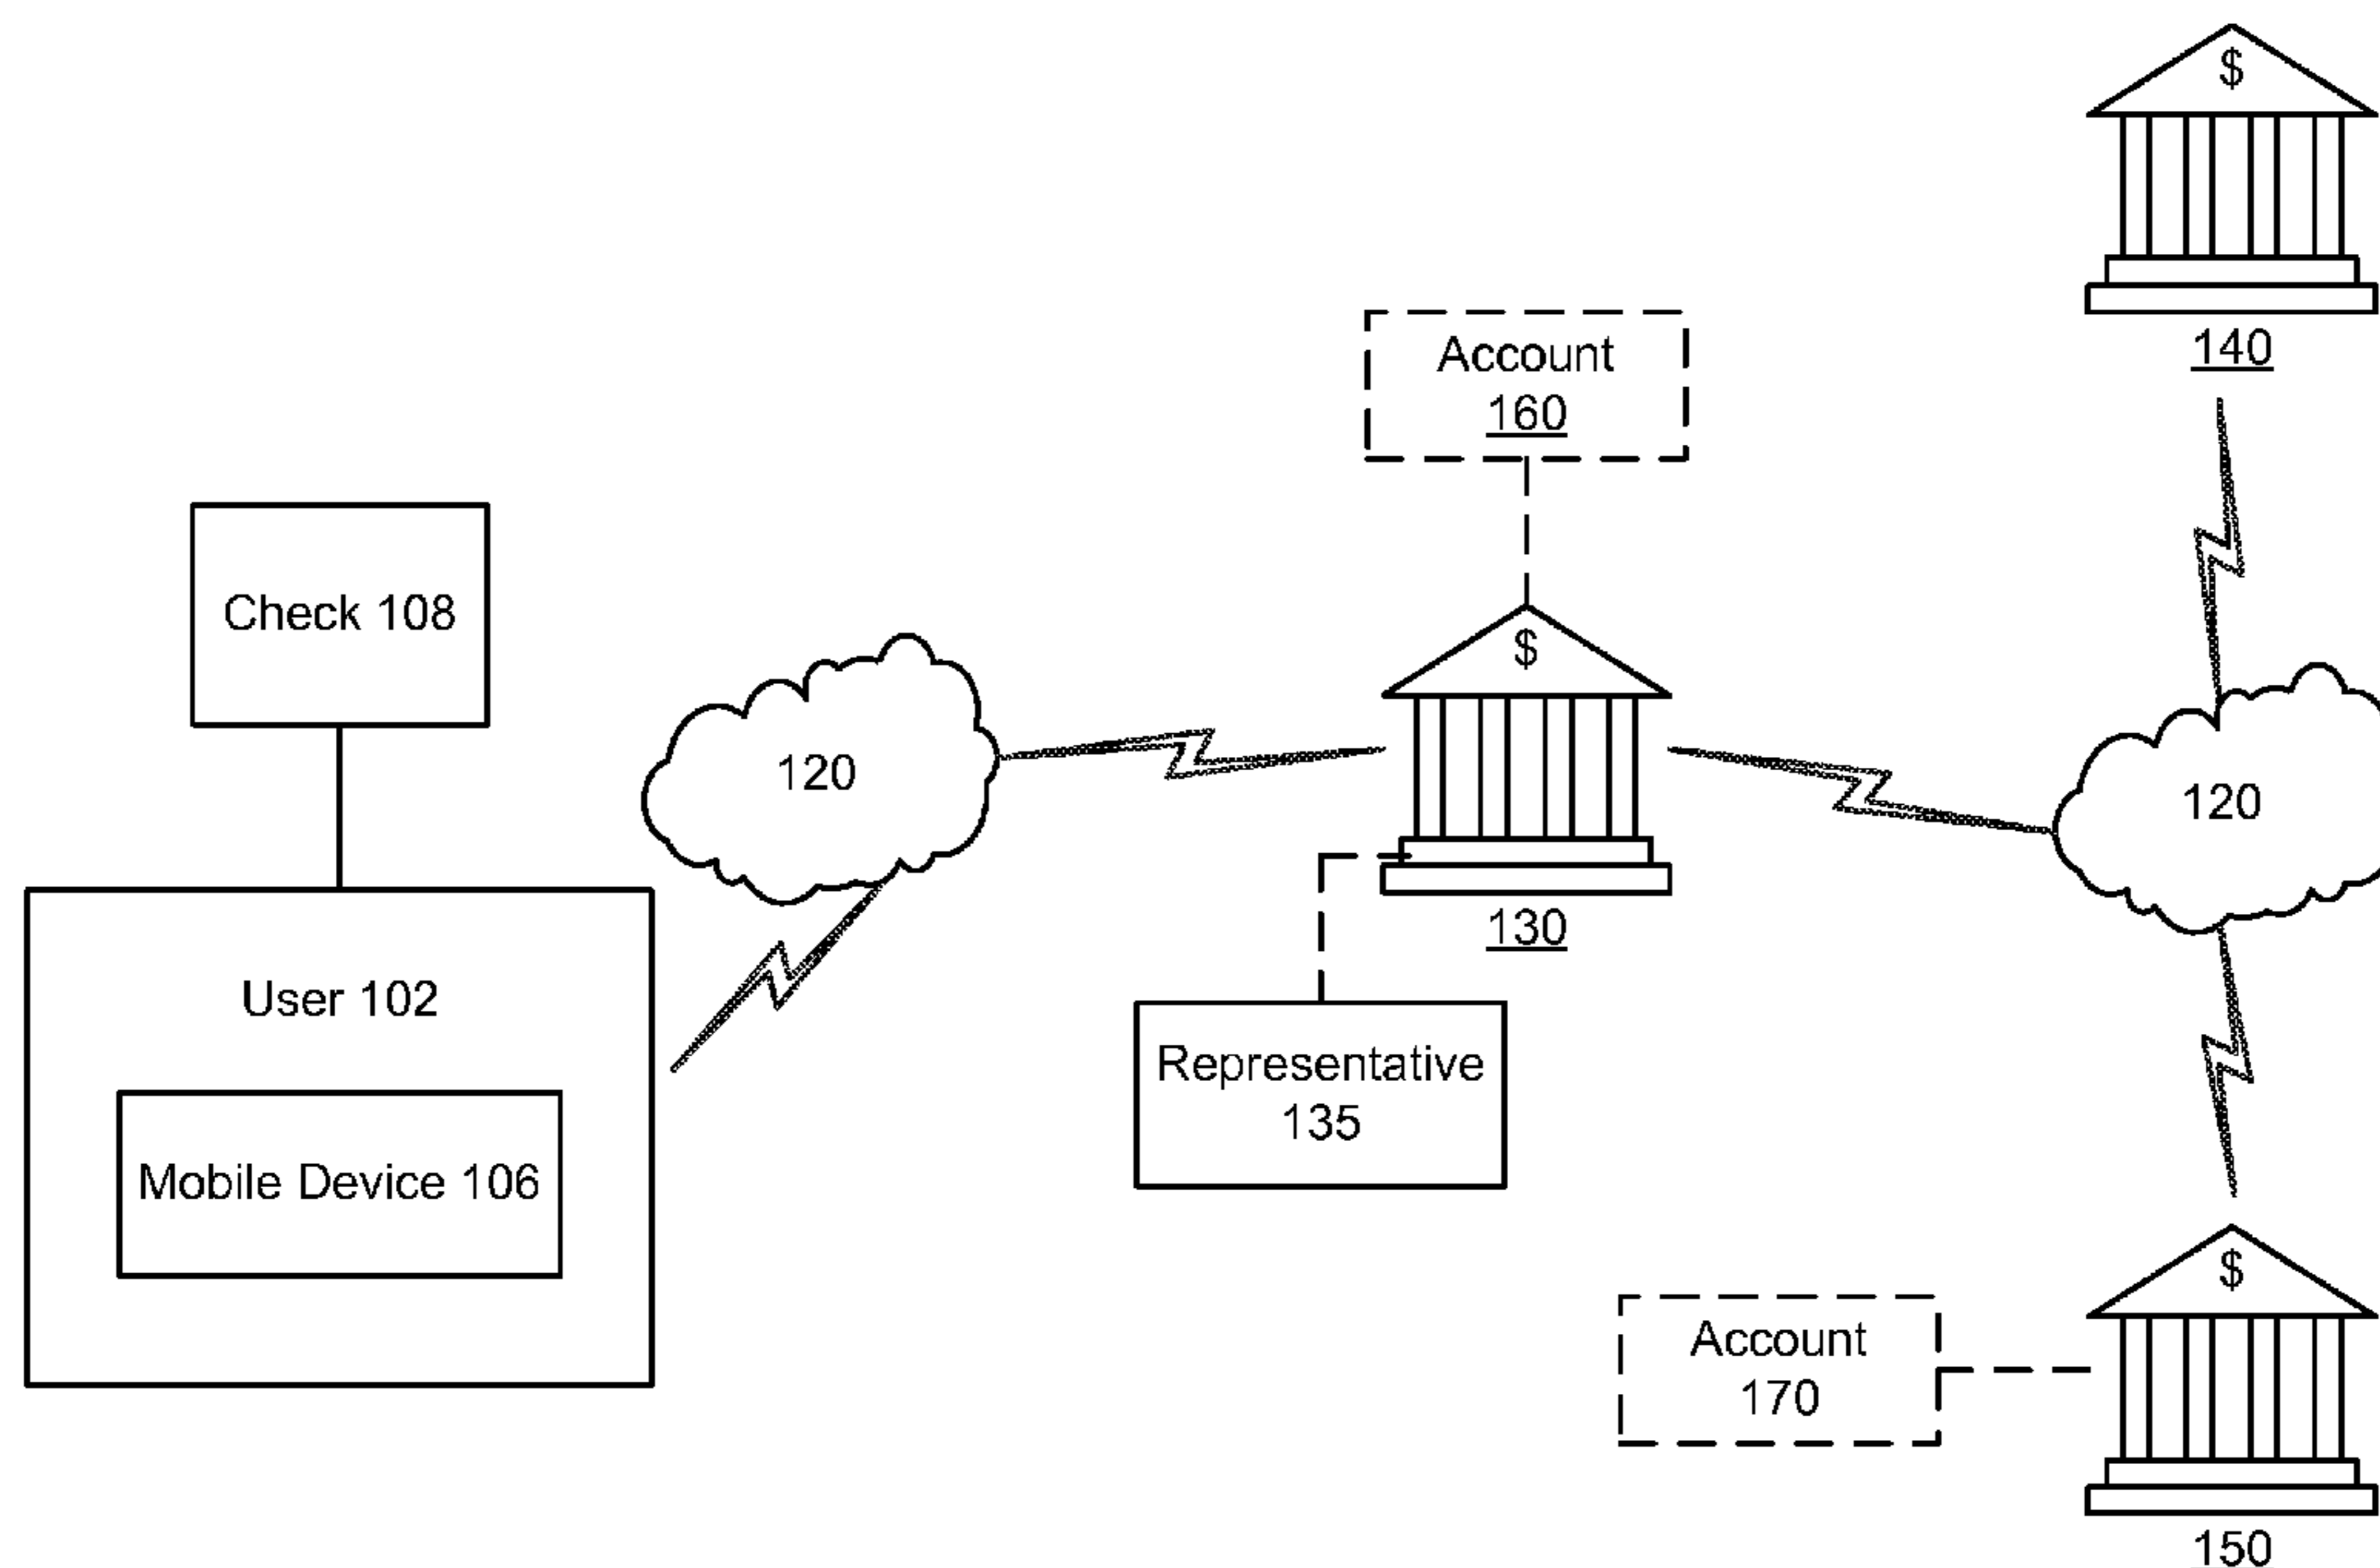 $
140
Account
160
Check 108
$
120
120
130
User 102
Representative
135
Mobile Device 106
$
Account
170
150